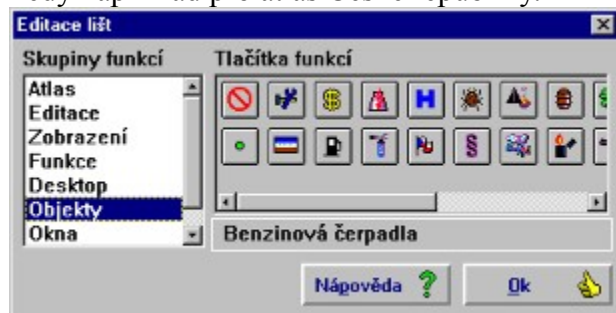 Editace lišt
Skupiny funkcí
Tlačítka funkcí
Atlas
Editace
Zobrazení
Funkce
Desktop
Objekty
Okna
Benzinová čerpadla
Nápověda
Ok